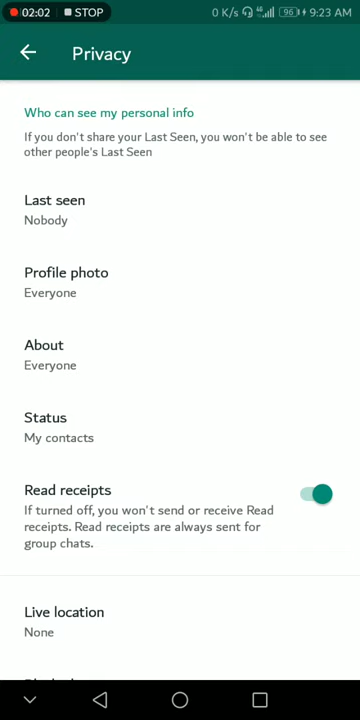 02:02 STOP 0 K/s 4G 96 9:23 AM
Privacy
Who can see my personal info
If you don't share your Last Seen, you won't be able to see
other people's Last Seen
Last seen
Nobody
Profile photo
Everyone
About
Everyone
Status
My contacts
Read receipts
If turned off, you won't send or receive Read
receipts. Read receipts are always sent for
group chats.
Live location
None